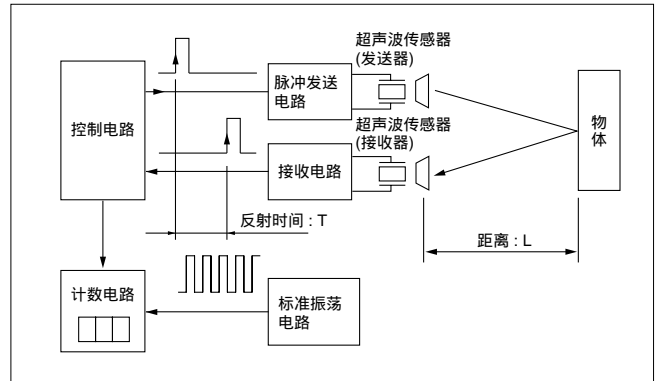 超声波传感器
(发送器)
脉冲发送
电路
控制电路
物
体
超声波传感器
(接收器)
接收电路
反射时间 : T
距离 : L
计数电路
标准振荡
电路